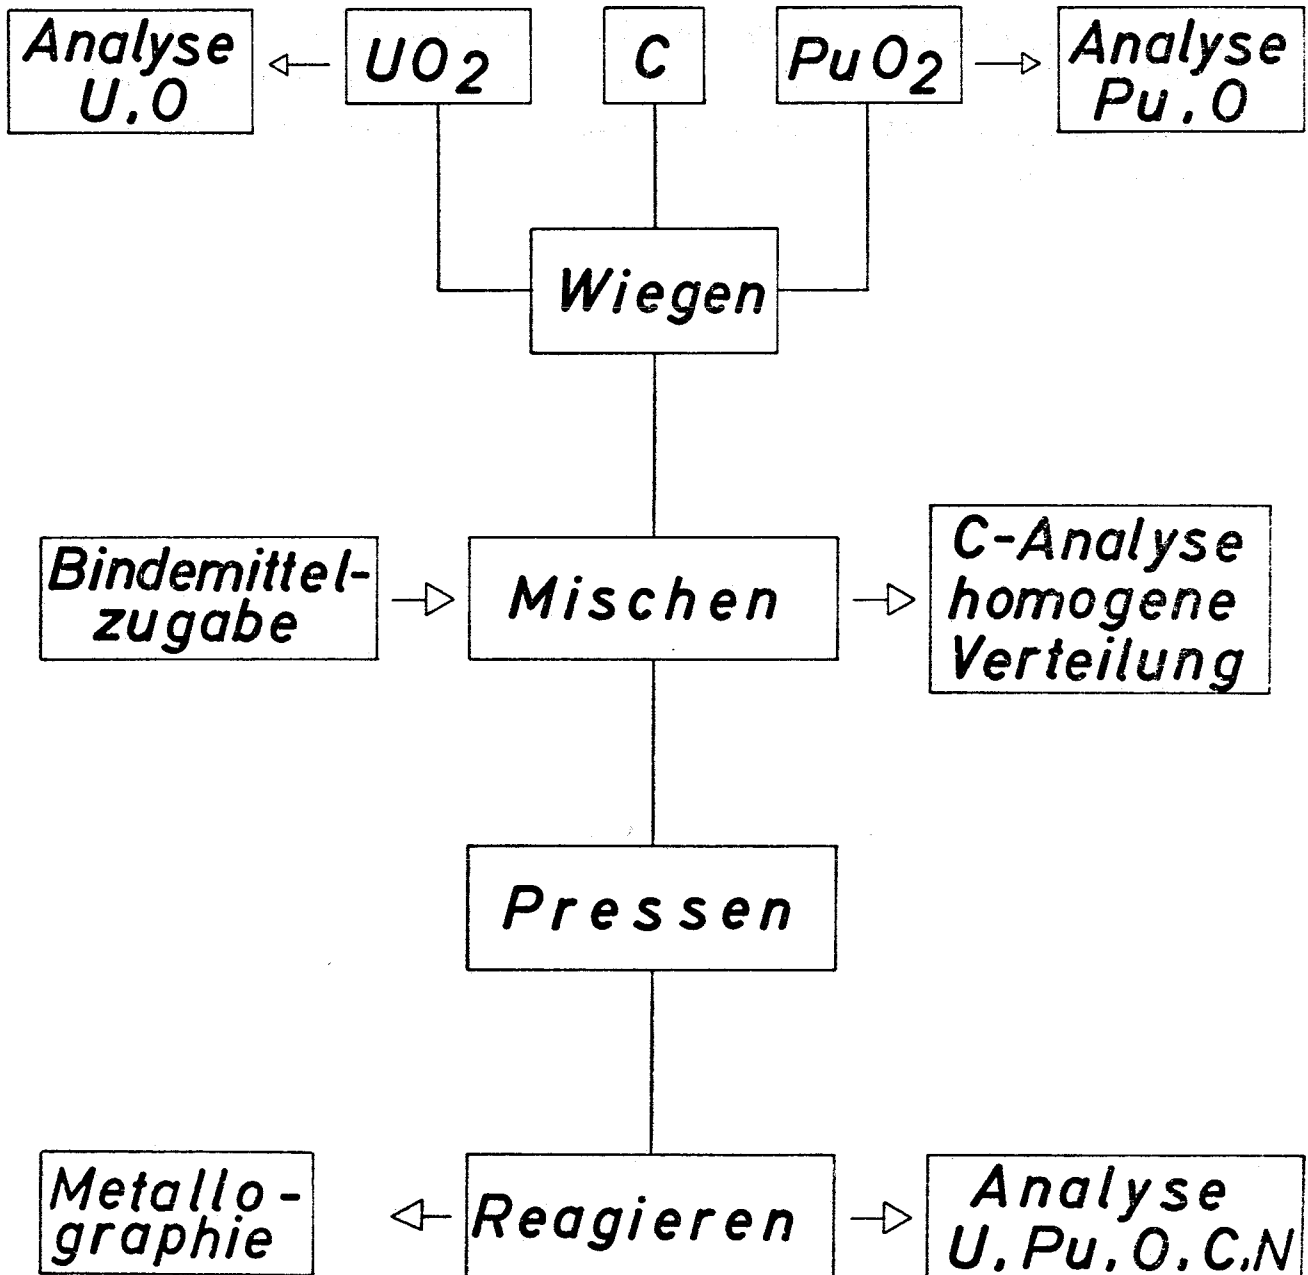 Analyse
U,O
UO2
C
PuO2
Analyse
Pu,O
Wiegen
Bindemittel-
zugabe
Mischen
C-Analyse
homogene
Verteilung
Pressen
Metallo-
graphie
Reagieren
Analyse
U,Pu,O,C,N